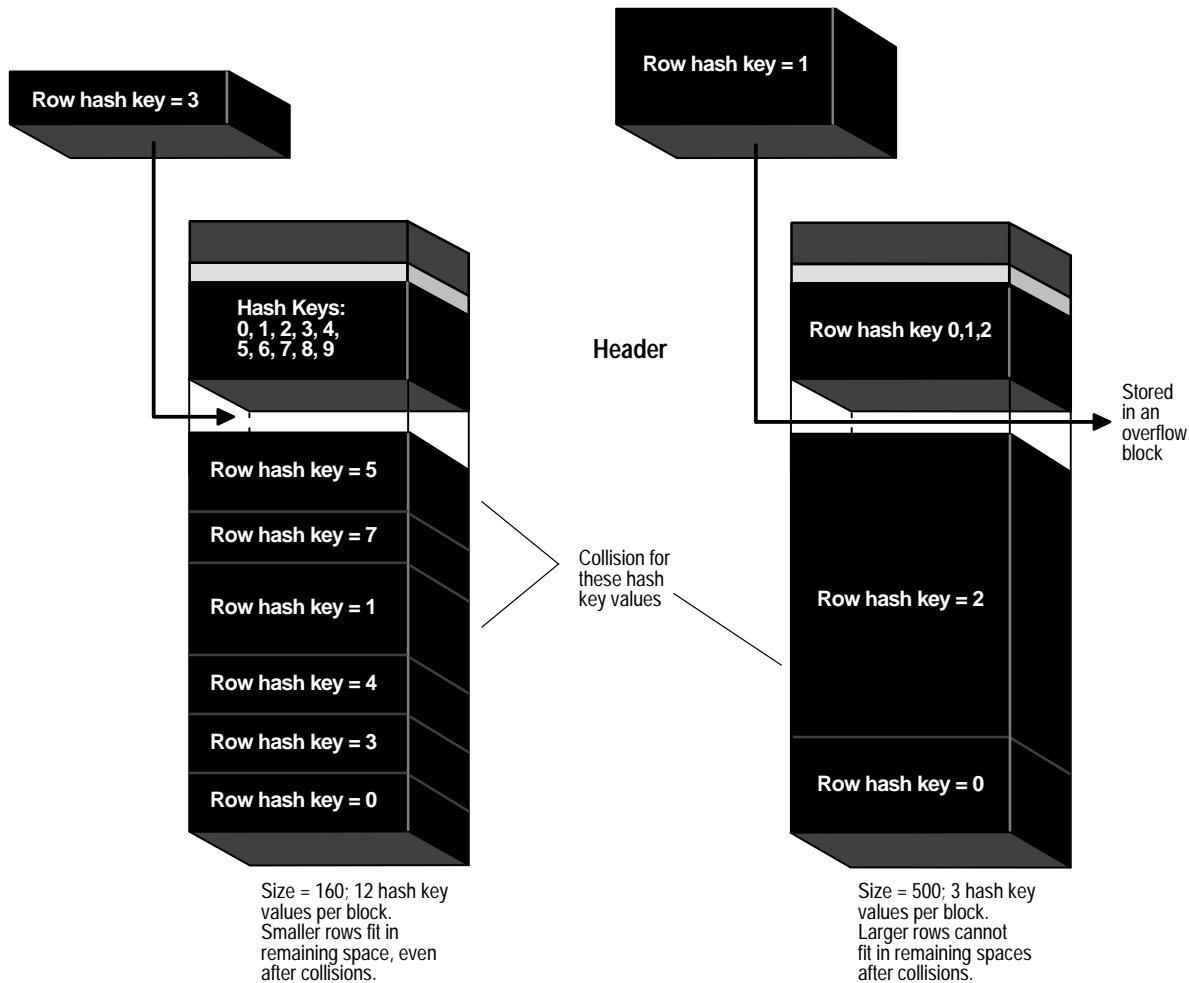 Row hash key = 3
Row hash key = 1
Hash Keys:
0, 1, 2, 3, 4,
5, 6, 7, 8, 9
Header
Row hash key 0,1,2
Stored
in an
overflow
block
Row hash key = 5
Row hash key = 7
Row hash key = 1
Row hash key = 4
Row hash key = 3
Row hash key = 0
Collision for
these hash
key values
Row hash key = 2
Row hash key = 0
Size = 160; 12 hash key
values per block.
Smaller rows fit in
remaining space, even
after collisions.
Size = 500; 3 hash key
values per block.
Larger rows cannot
fit in remaining spaces
after collisions.